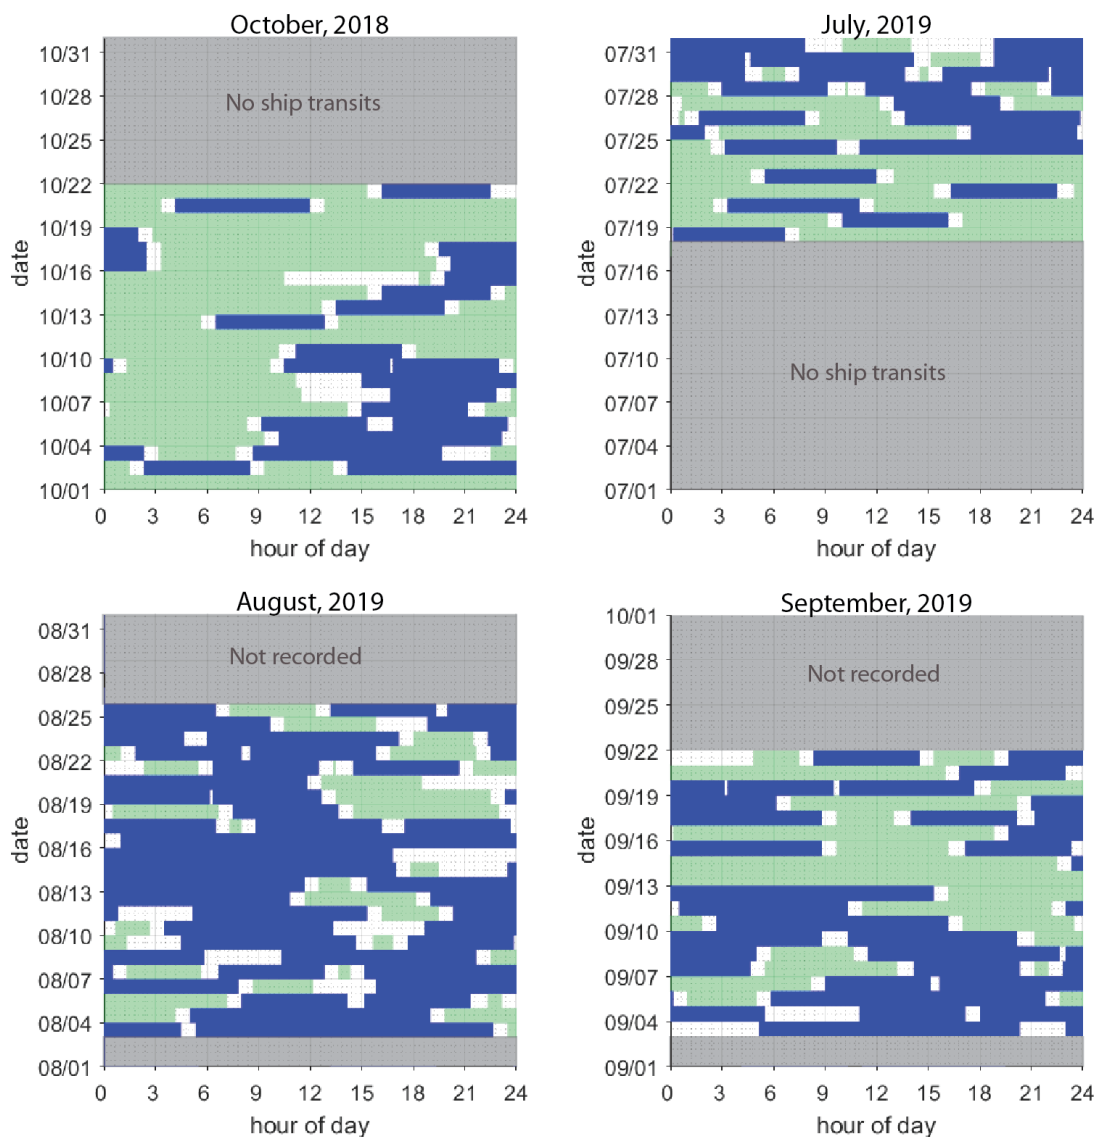 October, 2018
10/31
10/28
10/25
10/22
10/19
10/16
10/13
10/10
10/07
10/04
10/01
date
No ship transits
0 3 6 9 12 15 18 21 24
hour of day
July, 2019
07/31
07/28
07/25
07/22
07/19
07/16
07/13
07/10
07/07
07/04
07/01
date
No ship transits
0 3 6 9 12 15 18 21 24
hour of day
August, 2019
08/31
08/28
08/25
08/22
08/19
08/16
08/13
08/10
08/07
08/04
08/01
date
Not recorded
0 3 6 9 12 15 18 21 24
hour of day
September, 2019
10/01
09/28
09/25
09/22
09/19
09/16
09/13
09/10
09/07
09/04
09/01
date
Not recorded
0 3 6 9 12 15 18 21 24
hour of day